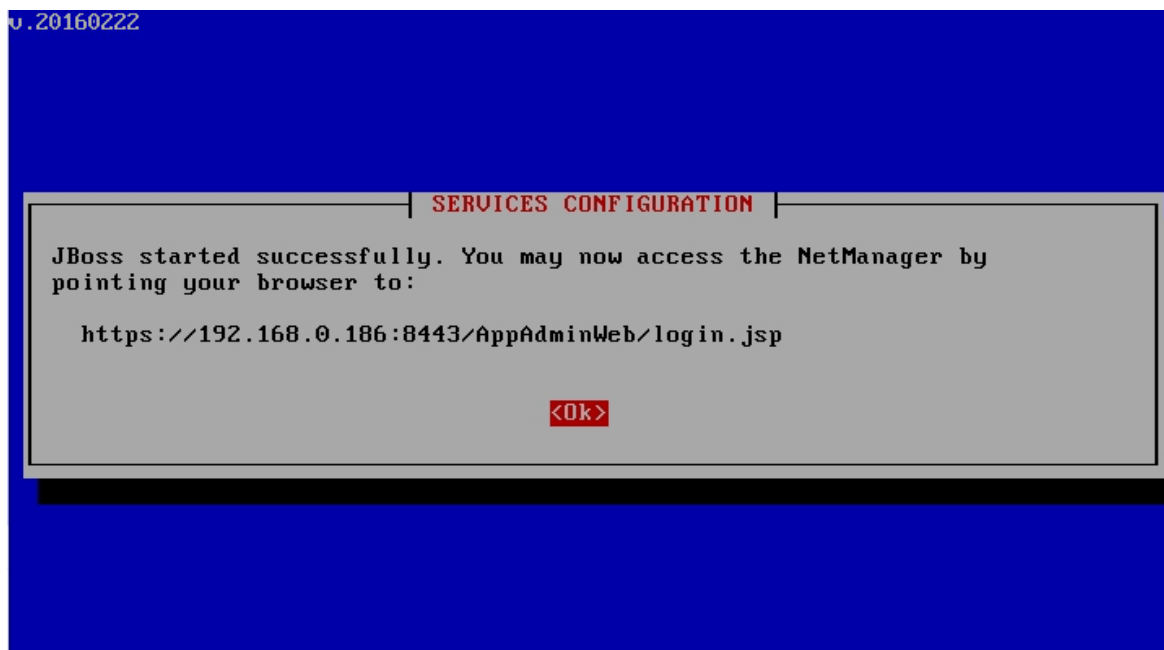 v.20160222
SERVICES CONFIGURATION
JBoss started successfully. You may now access the NetManager by
pointing your browser to:
https://192.168.0.186:8443/AppAdminWeb/login.jsp
<Ok>